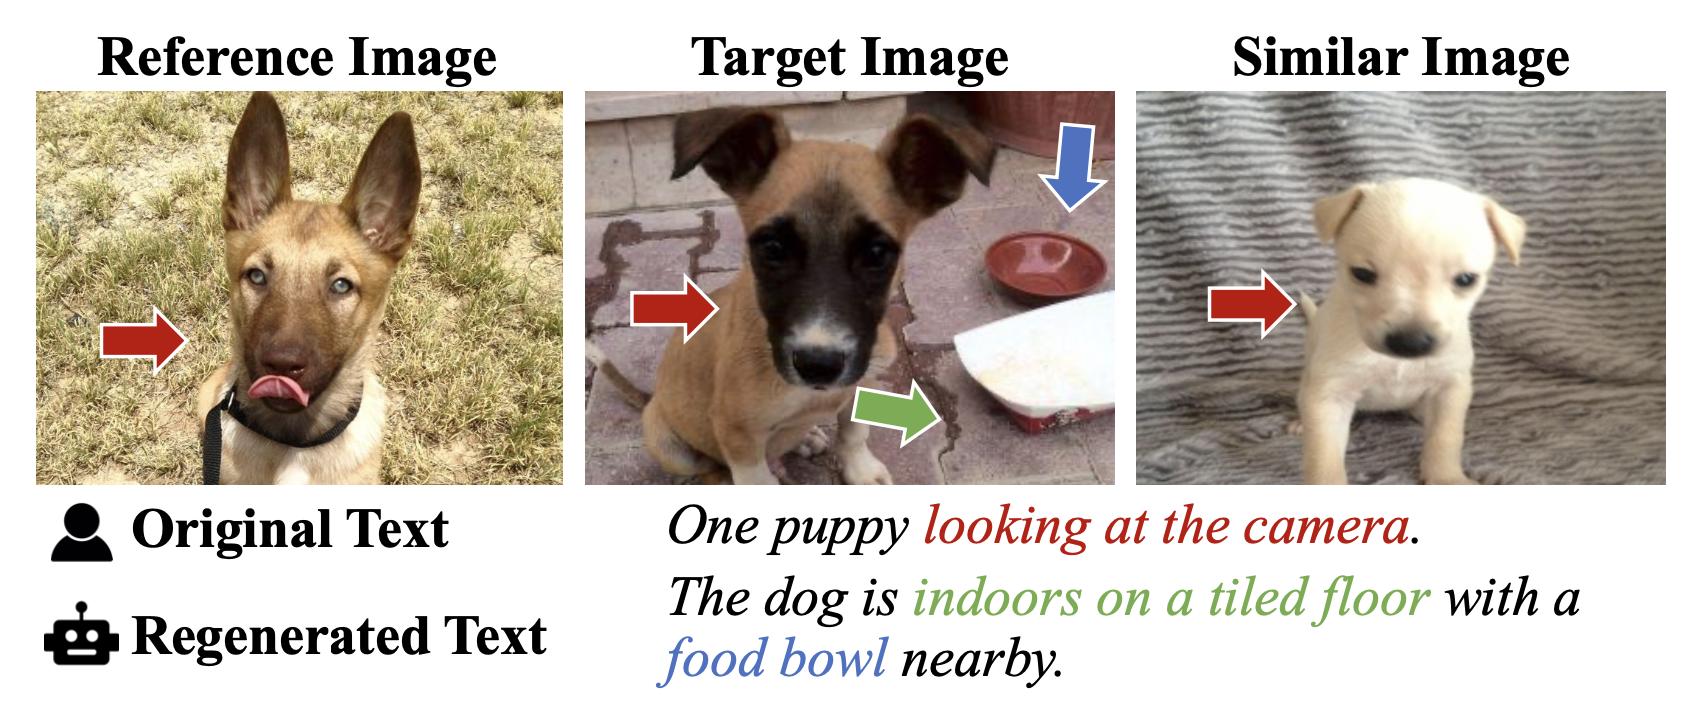 Reference Image
Target Image
Similar Image
Original Text
One puppy looking at the camera.
Regenerated Text
The dog is indoors on a tiled floor with a
food bowl nearby.